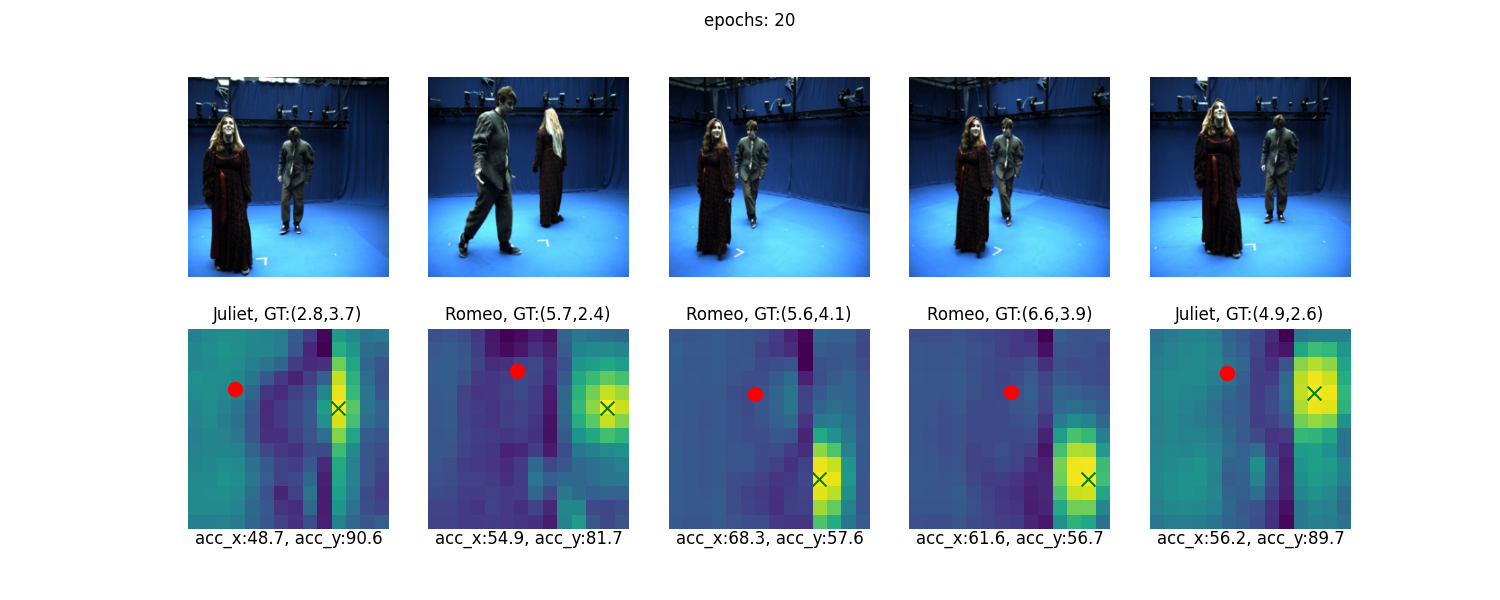 epochs: 20
Juliet, GT:(2.8,3.7)
Romeo, GT:(5.7,2.4)
Romeo, GT:(5.6,4.1)
Romeo, GT:(6.6,3.9)
Juliet, GT:(4.9,2.6)
acc_x:48.7, acc_y:90.6
acc_x:54.9, acc_y:81.7
acc_x:68.3, acc_y:57.6
acc_x:61.6, acc_y:56.7
acc_x:56.2, acc_y:89.7